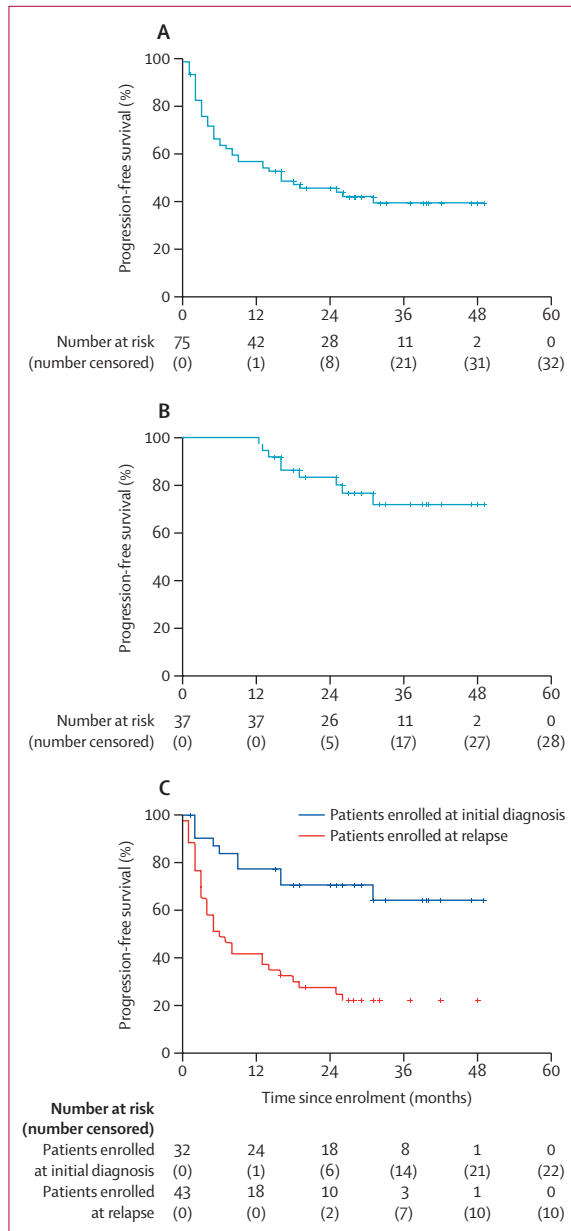 A
Progression-free survival (%)
100
80
60
40
20
0
0 12 24 36 48 60
Number at risk 75 42 28 11 2 0
(number censored) (0) (1) (8) (21) (31) (32)
B
Progression-free survival (%)
100
80
60
40
20
0
0 12 24 36 48 60
Number at risk 37 37 26 11 2 0
(number censored) (0) (0) (5) (17) (27) (28)
C
Patients enrolled at initial diagnosis
Patients enrolled at relapse
Progression-free survival (%)
100
80
60
40
20
0
0 12 24 36 48 60
Time since enrolment (months)
Number at risk
(number censored)
Patients enrolled 32 24 18 8 1 0
at initial diagnosis (0) (1) (6) (14) (21) (22)
Patients enrolled 43 18 10 3 1 0
at relapse (0) (0) (2) (7) (10) (10)